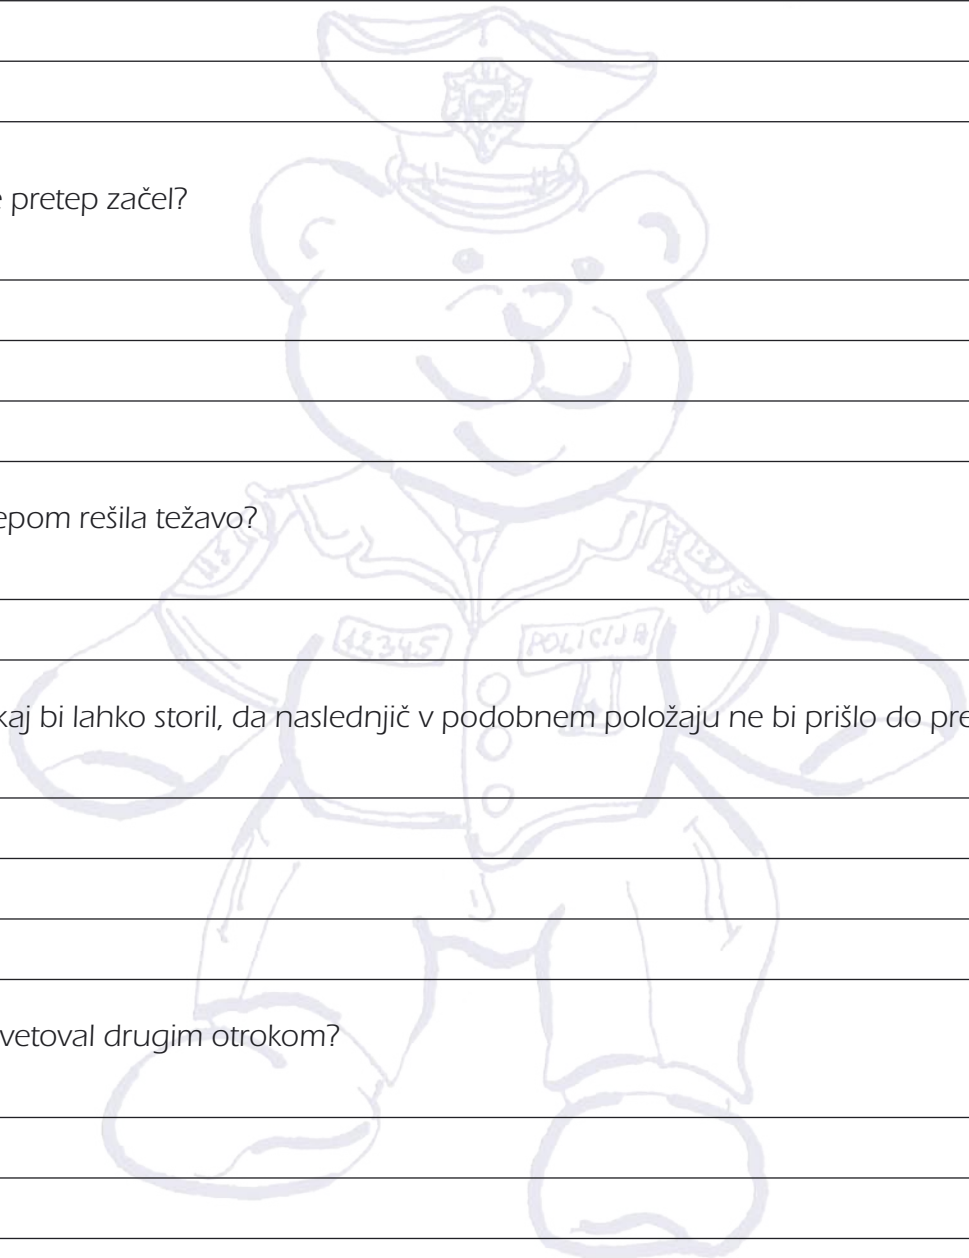 e pretep začel?
epom rešila težavo?
12345 POLICIJA
kaj bi lahko storil, da naslednjič v podobnem položaju ne bi prišlo do pre
vetoval drugim otrokom?